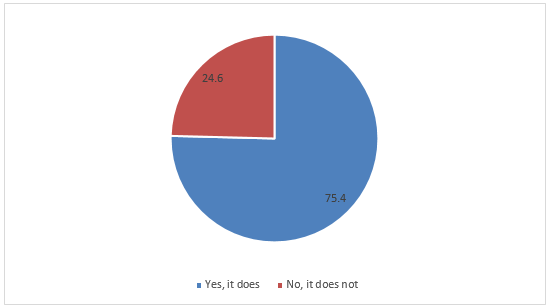 24.6
75.4
Yes, it does No, it does not